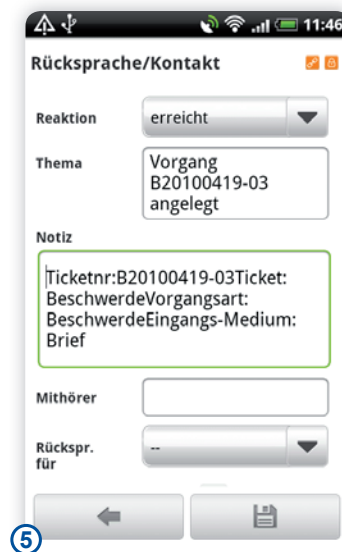 11:46
Rücksprache/Kontakt
Reaktion
erreicht
Thema
Vorgang
B20100419-03
angelegt
Notiz
Ticketnr:B20100419-03Ticket:
BeschwerdeVorgangsart:
BeschwerdeEingangs-Medium:
Brief
Mithörer
Rückspr.
für
--
5